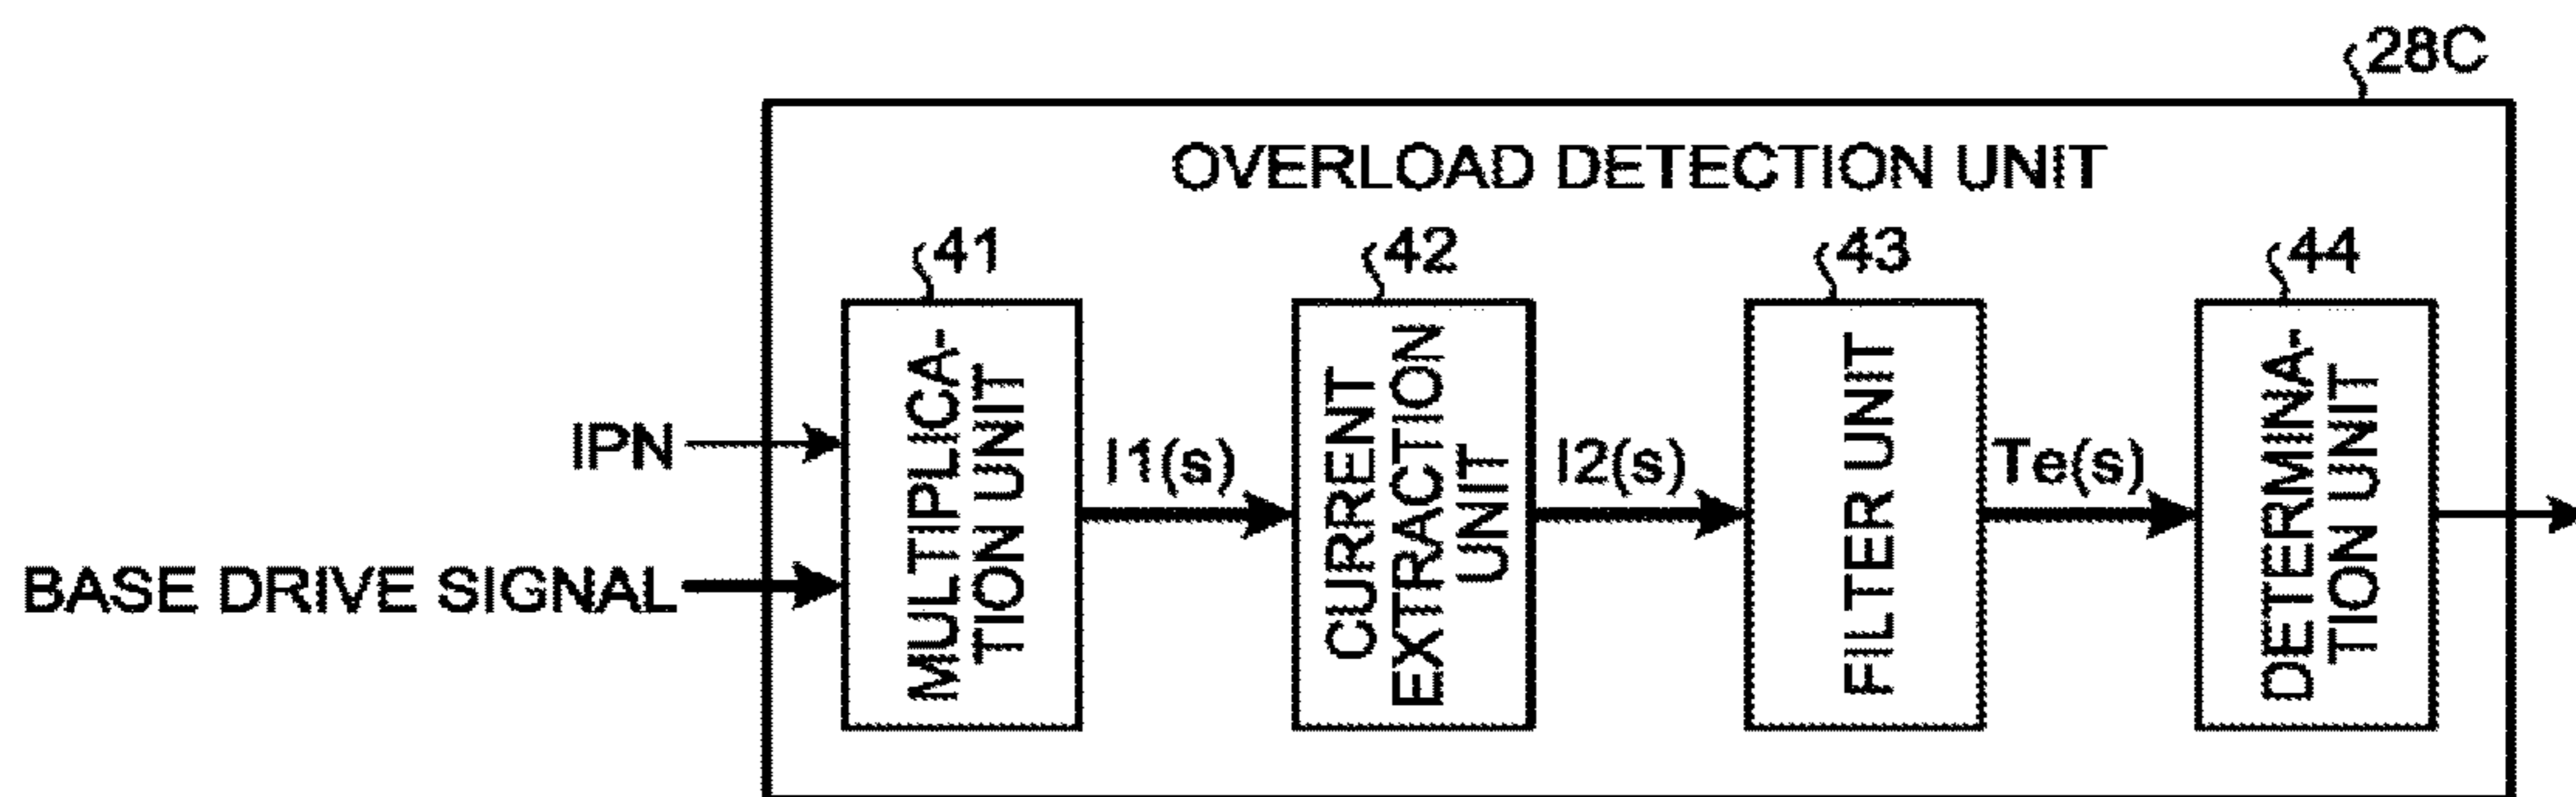 28C
OVERLOAD DETECTION UNIT
41
42
43
44
MULTIPLICA-
TION UNIT
CURRENT
EXTRACTION
UNIT
FILTER UNIT
DETERMINA-
TION UNIT
IPN
I1(s)
I2(s)
Te(s)
BASE DRIVE SIGNAL